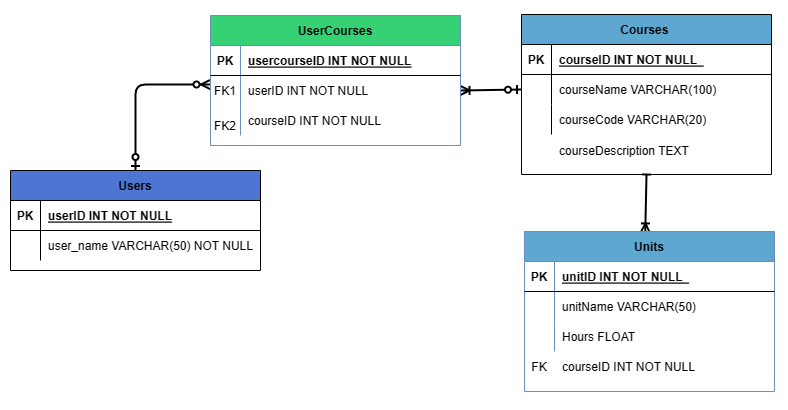 UserCourses
PK usercourseID INT NOT NULL
FK1 userID INT NOT NULL
FK2 courseID INT NOT NULL
Courses
PK courseID INT NOT NULL
courseName VARCHAR(100)
courseCode VARCHAR(20)
courseDescription TEXT
Users
PK userID INT NOT NULL
user_name VARCHAR(50) NOT NULL
Units
PK unitID INT NOT NULL
unitName VARCHAR(50)
Hours FLOAT
FK courseID INT NOT NULL